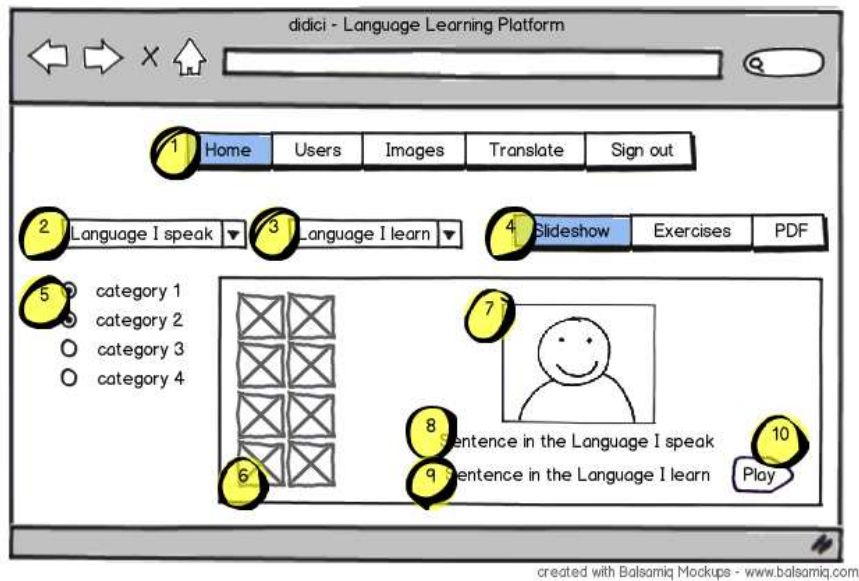 didici - Language Learning Platform
1 Home Users Images Translate Sign out
2 Language I speak 3 Language I learn 4 Slideshow Exercises PDF
5 category 1
category 2
category 3
category 4
7
8 Sentence in the Language I speak 10
6 9 Sentence in the Language I learn Play
created with Balsamiq Mockups - www.balsamiq.com